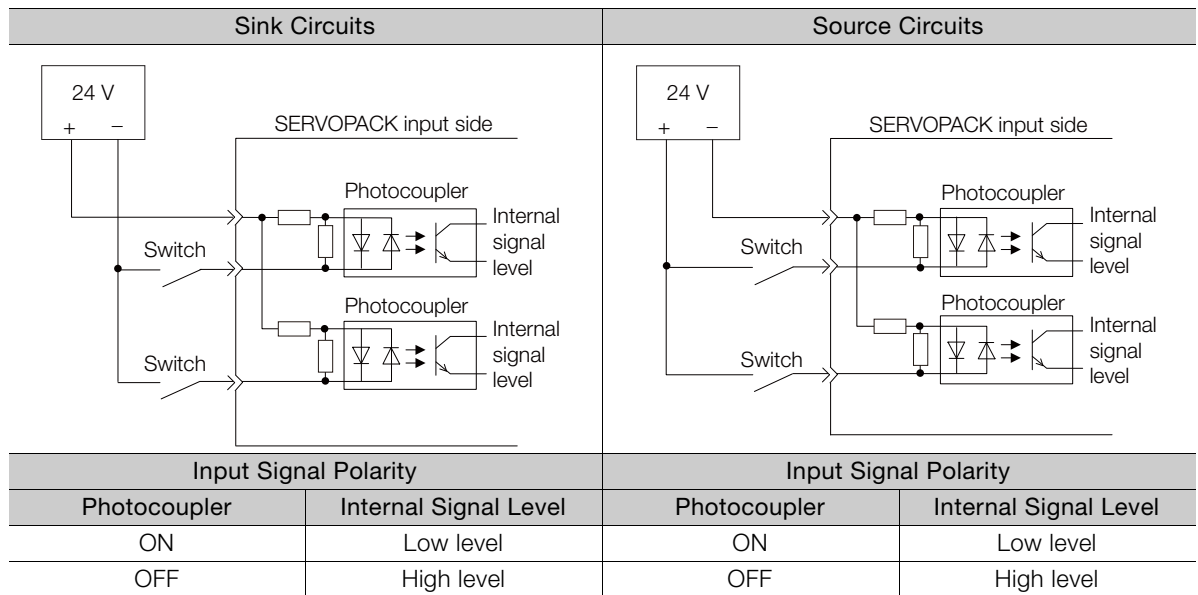 Sink Circuits
Source Circuits
24 V
+ −
SERVOPACK input side
Photocoupler
Internal
signal
level
Switch
Photocoupler
Internal
signal
level
Switch
24 V
+ −
SERVOPACK input side
Photocoupler
Internal
signal
level
Switch
Photocoupler
Internal
signal
level
Switch
Input Signal Polarity
Input Signal Polarity
Photocoupler
Internal Signal Level
Photocoupler
Internal Signal Level
ON
Low level
ON
Low level
OFF
High level
OFF
High level